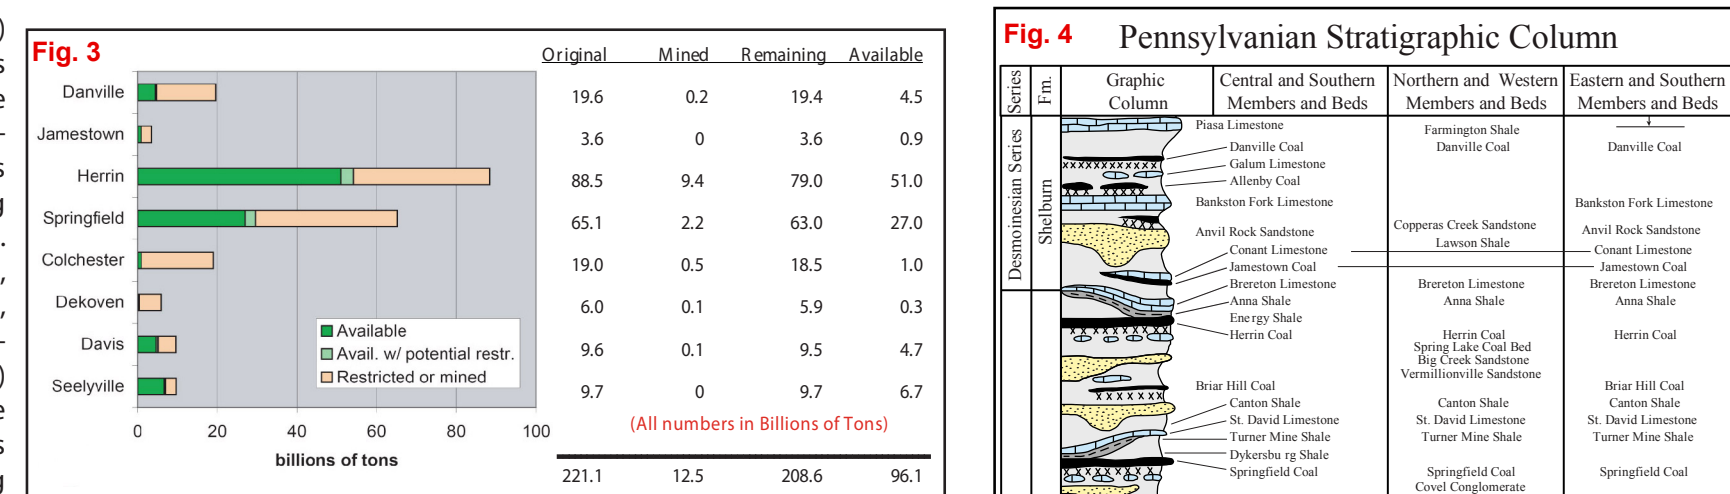 )
s
e
-
s
g
.
,
,
-
)
e
s
g
Fig. 3
Original Mined Remaining Available
Danville 19.6 0.2 19.4 4.5
Jamestown 3.6 0 3.6 0.9
Herrin 88.5 9.4 79.0 51.0
Springfield 65.1 2.2 63.0 27.0
Colchester 19.0 0.5 18.5 1.0
Dekoven 6.0 0.1 5.9 0.3
Davis 9.6 0.1 9.5 4.7
Seelyville 9.7 0 9.7 6.7
Available
Avail. w/ potential restr.
Restricted or mined
(All numbers in Billions of Tons)
0 20 40 60 80 100
billions of tons
221.1 12.5 208.6 96.1
Fig. 4 Pennsylvanian Stratigraphic Column
Series
Fm.
Graphic
Column
Central and Southern
Members and Beds
Northern and Western
Members and Beds
Eastern and Southern
Members and Beds
Desmoinesian Series
Shelburn
Piasa Limestone
Danville Coal
Galum Limestone
Allenby Coal
Bankston Fork Limestone
Anvil Rock Sandstone
Conant Limestone
Jamestown Coal
Brereton Limestone
Anna Shale
Energy Shale
Herrin Coal
Briar Hill Coal
Canton Shale
St. David Limestone
Turner Mine Shale
Dykersbu rg Shale
Springfield Coal
Farmington Shale
Danville Coal
Copperas Creek Sandstone
Lawson Shale
Brereton Limestone
Anna Shale
Herrin Coal
Spring Lake Coal Bed
Big Creek Sandstone
Vermillionville Sandstone
Canton Shale
St. David Limestone
Turner Mine Shale
Springfield Coal
Covel Conglomerate
Danville Coal
Bankston Fork Limestone
Anvil Rock Sandstone
Conant Limestone
Jamestown Coal
Brereton Limestone
Anna Shale
Herrin Coal
Briar Hill Coal
Canton Shale
St. David Limestone
Turner Mine Shale
Springfield Coal